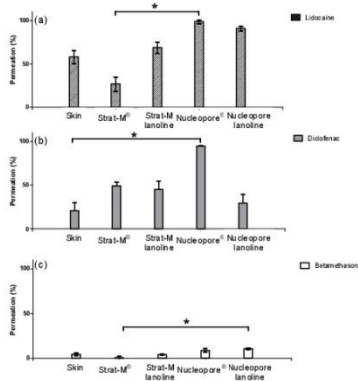 (a)
*
Lidocaine
Permeation (%)
100
50
0
Skin
Strat-M®
Strat-M lanoline
Nucleopore®
Nucleopore lanoline
(b)
*
Diclofenac
Permeation (%)
100
50
0
Skin
Strat-M®
Strat-M lanoline
Nucleopore®
Nucleopore lanoline
(c)
Betamethason
Permeation (%)
100
50
0
*
Skin
Strat-M®
Strat-M lanoline
Nucleopore®
Nucleopore lanoline